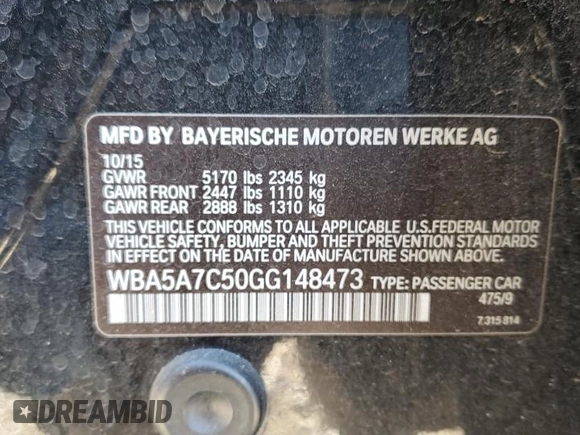 MFD BY BAYERISCHE MOTOREN WERKE AG
10/15
GVWR 5170 lbs 2345 kg
GAWR FRONT 2447 lbs 1110 kg
GAWR REAR 2888 lbs 1310 kg
THIS VEHICLE CONFORMS TO ALL APPLICABLE U.S.FEDERAL MOTOR
VEHICLE SAFETY, BUMPER AND THEFT PREVENTION STANDARDS
IN EFFECT ON THE DATE OF MANUFACTURE SHOWN ABOVE.
WBA5A7C50GG148473 TYPE: PASSENGER CAR
475/9
7 315 814
DREAMBID